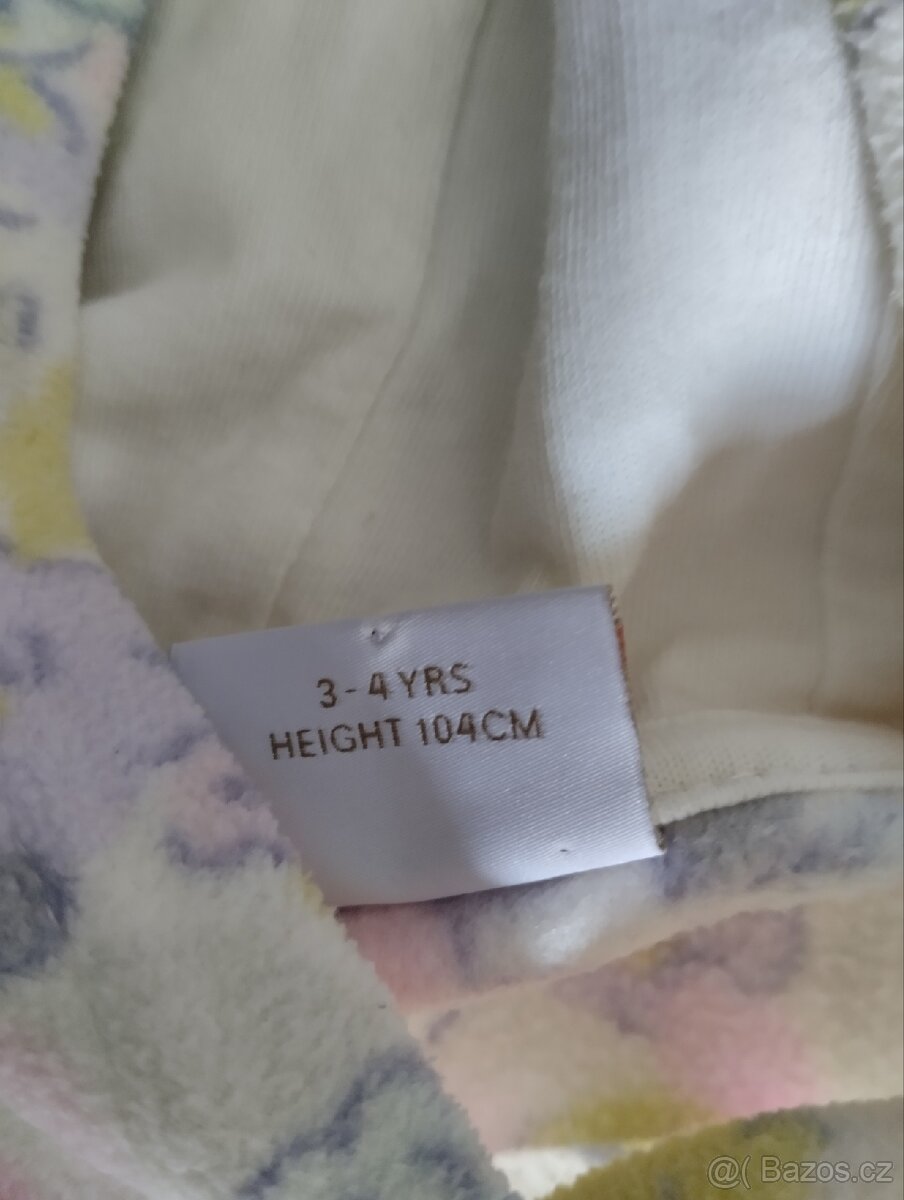 3-4 YRS
HEIGHT 104CM
@( Bazos.cz